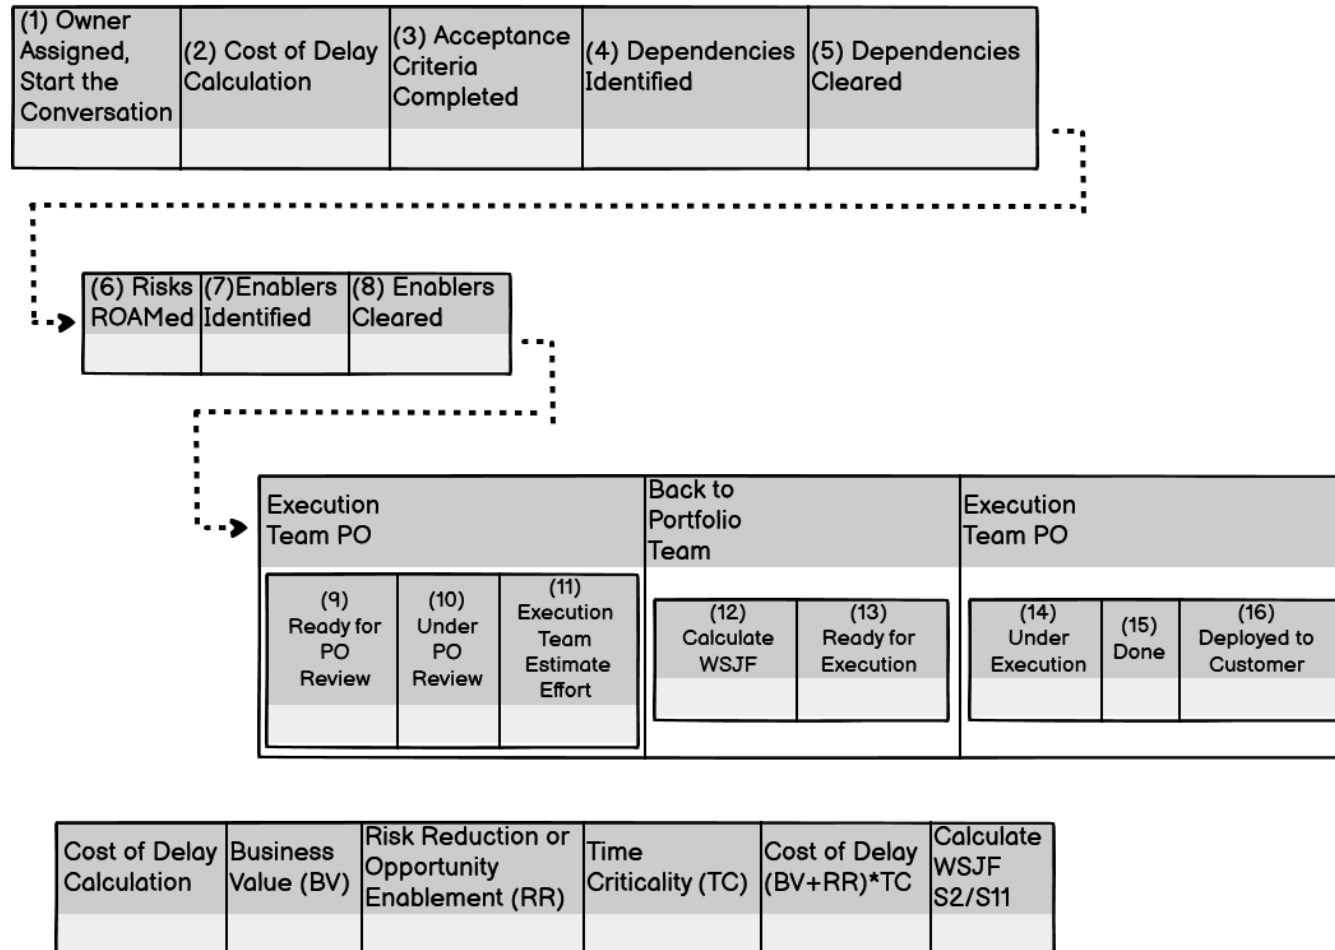 (1) Owner
Assigned,
Start the
Conversation
(2) Cost of Delay
Calculation
(3) Acceptance
Criteria
Completed
(4) Dependencies
Identified
(5) Dependencies
Cleared
(6) Risks
ROAMed
(7)Enablers
Identified
(8) Enablers
Cleared
Execution
Team PO
(9)
Ready for
PO
Review
(10)
Under
PO
Review
(11)
Execution
Team
Estimate
Effort
Back to
Portfolio
Team
(12)
Calculate
WSJF
(13)
Ready for
Execution
Execution
Team PO
(14)
Under
Execution
(15)
Done
(16)
Deployed to
Customer
Cost of Delay
Calculation
Business
Value (BV)
Risk Reduction or
Opportunity
Enablement (RR)
Time
Criticality (TC)
Cost of Delay
(BV+RR)*TC
Calculate
WSJF
S2/S11